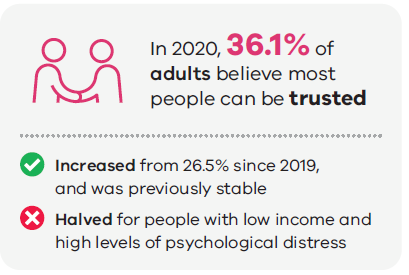 In 2020, 36.1% of
adults believe most
people can be trusted
Increased from 26.5% since 2019,
and was previously stable
Halved for people with low income and
high levels of psychological distress